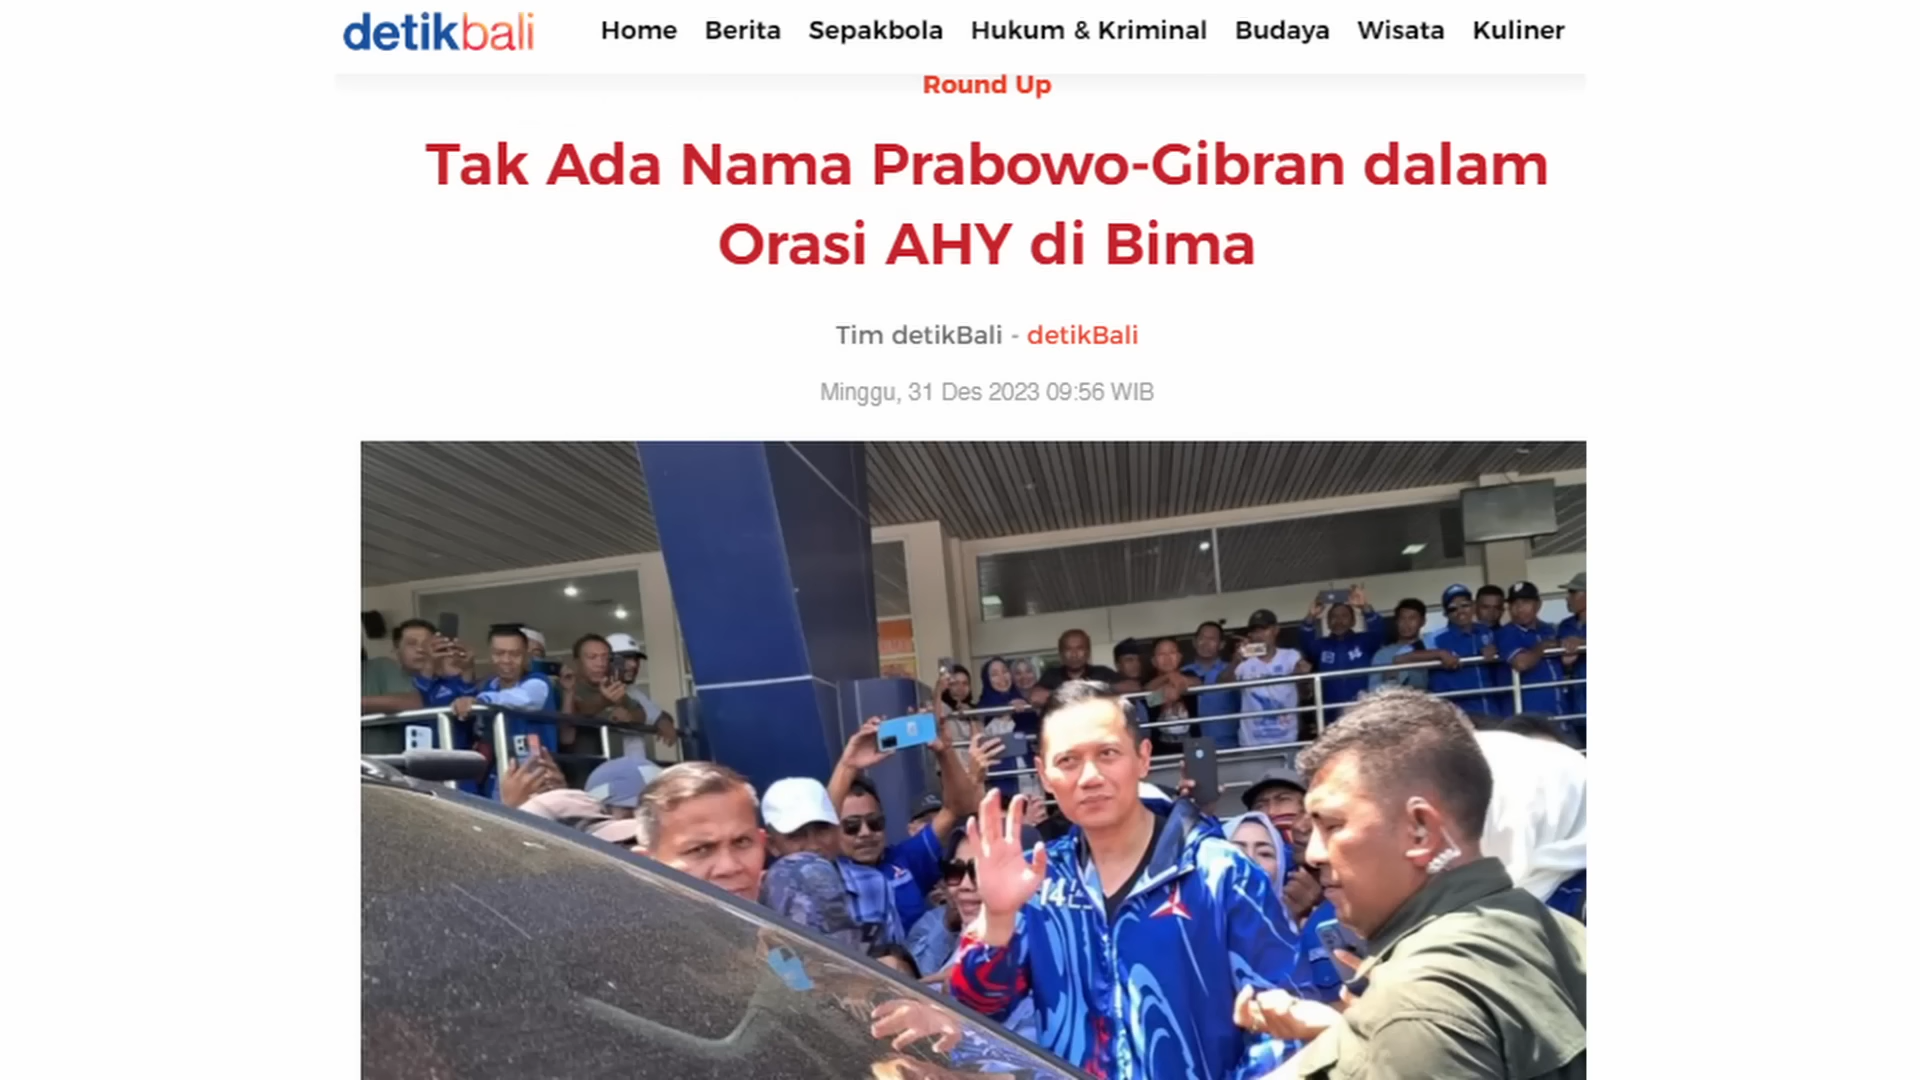 detikbali
Home Berita Sepakbola Hukum & Kriminal Budaya Wisata Kuliner
Round Up
Tak Ada Nama Prabowo-Gibran dalam
Orasi AHY di Bima
Tim detikBali - detikBali
Minggu, 31 Des 2023 09:56 WIB
14